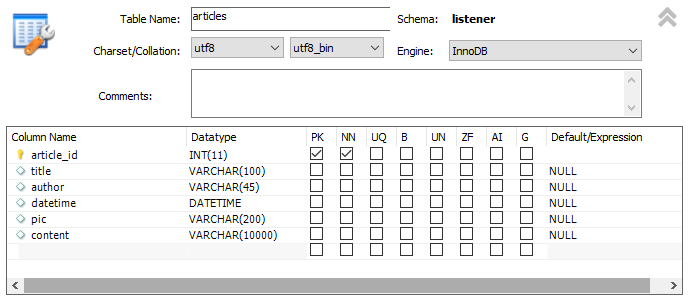 Table Name: articles Schema: listener
Charset/Collation: utf8 utf8_bin Engine: InnoDB
Comments:
Column Name Datatype PK NN UQ B UN ZF AI G Default/Expression
article_id INT(11)
title VARCHAR(100) NULL
author VARCHAR(45) NULL
datetime DATETIME NULL
pic VARCHAR(200) NULL
content VARCHAR(10000) NULL